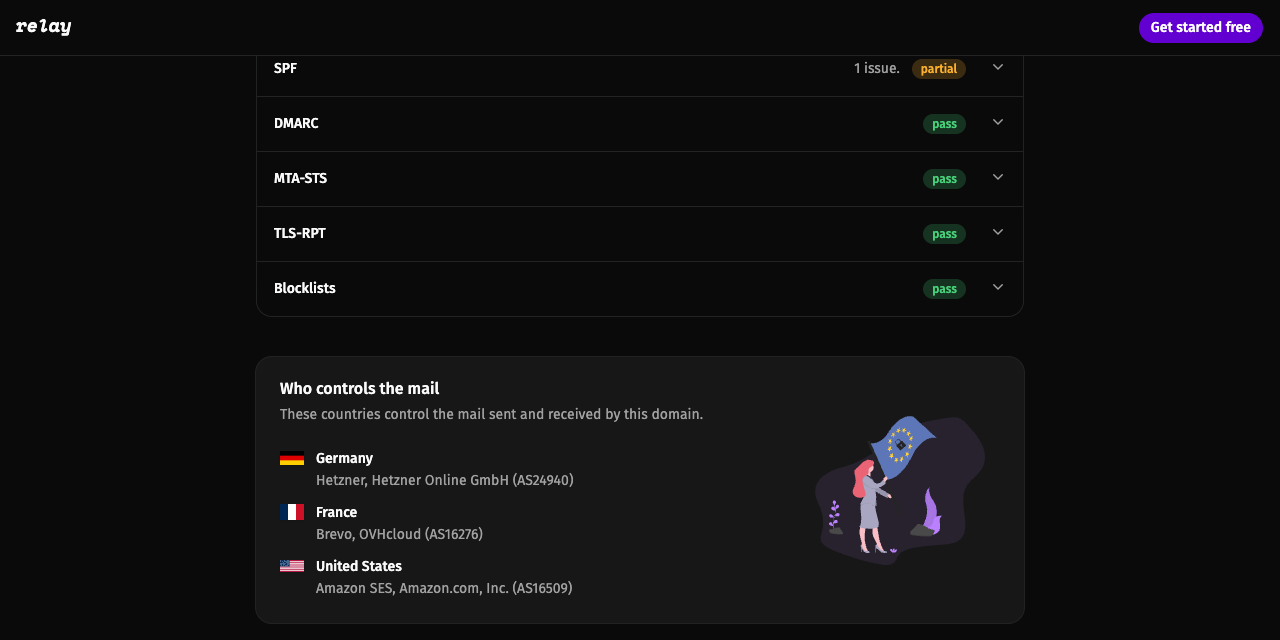 relay
Get started free
SPF
1 issue.
partial
DMARC
pass
MTA-STS
pass
TLS-RPT
pass
Blocklists
pass
Who controls the mail
These countries control the mail sent and received by this domain.
Germany
Hetzner, Hetzner Online GmbH (AS24940)
France
Brevo, OVHcloud (AS16276)
United States
Amazon SES, Amazon.com, Inc. (AS16509)